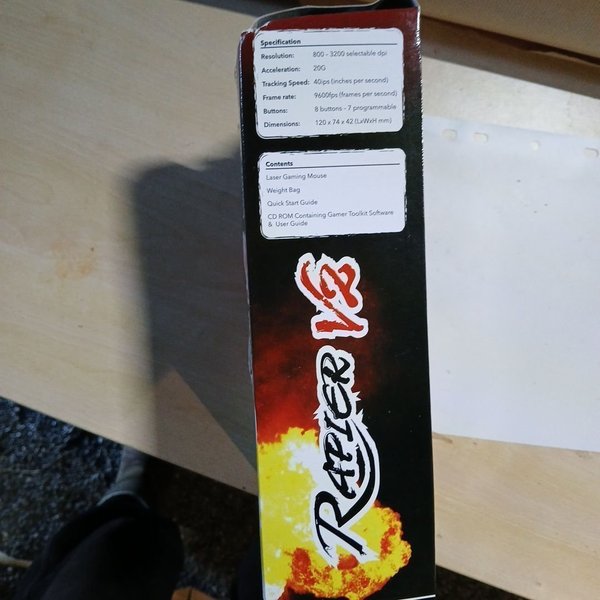 Specification
Resolution: 800 - 3200 selectable dpi
Acceleration: 20G
Tracking Speed: 40ips (inches per second)
Frame rate: 9600fps (frames per second)
Buttons: 8 buttons - 7 programmable
Dimensions: 120 x 74 x 42 (LxWxH mm)
Contents
Laser Gaming Mouse
Weight Bag
Quick Start Guide
CD ROM Containing Gamer Toolkit Software
& User Guide
RAPIER V2